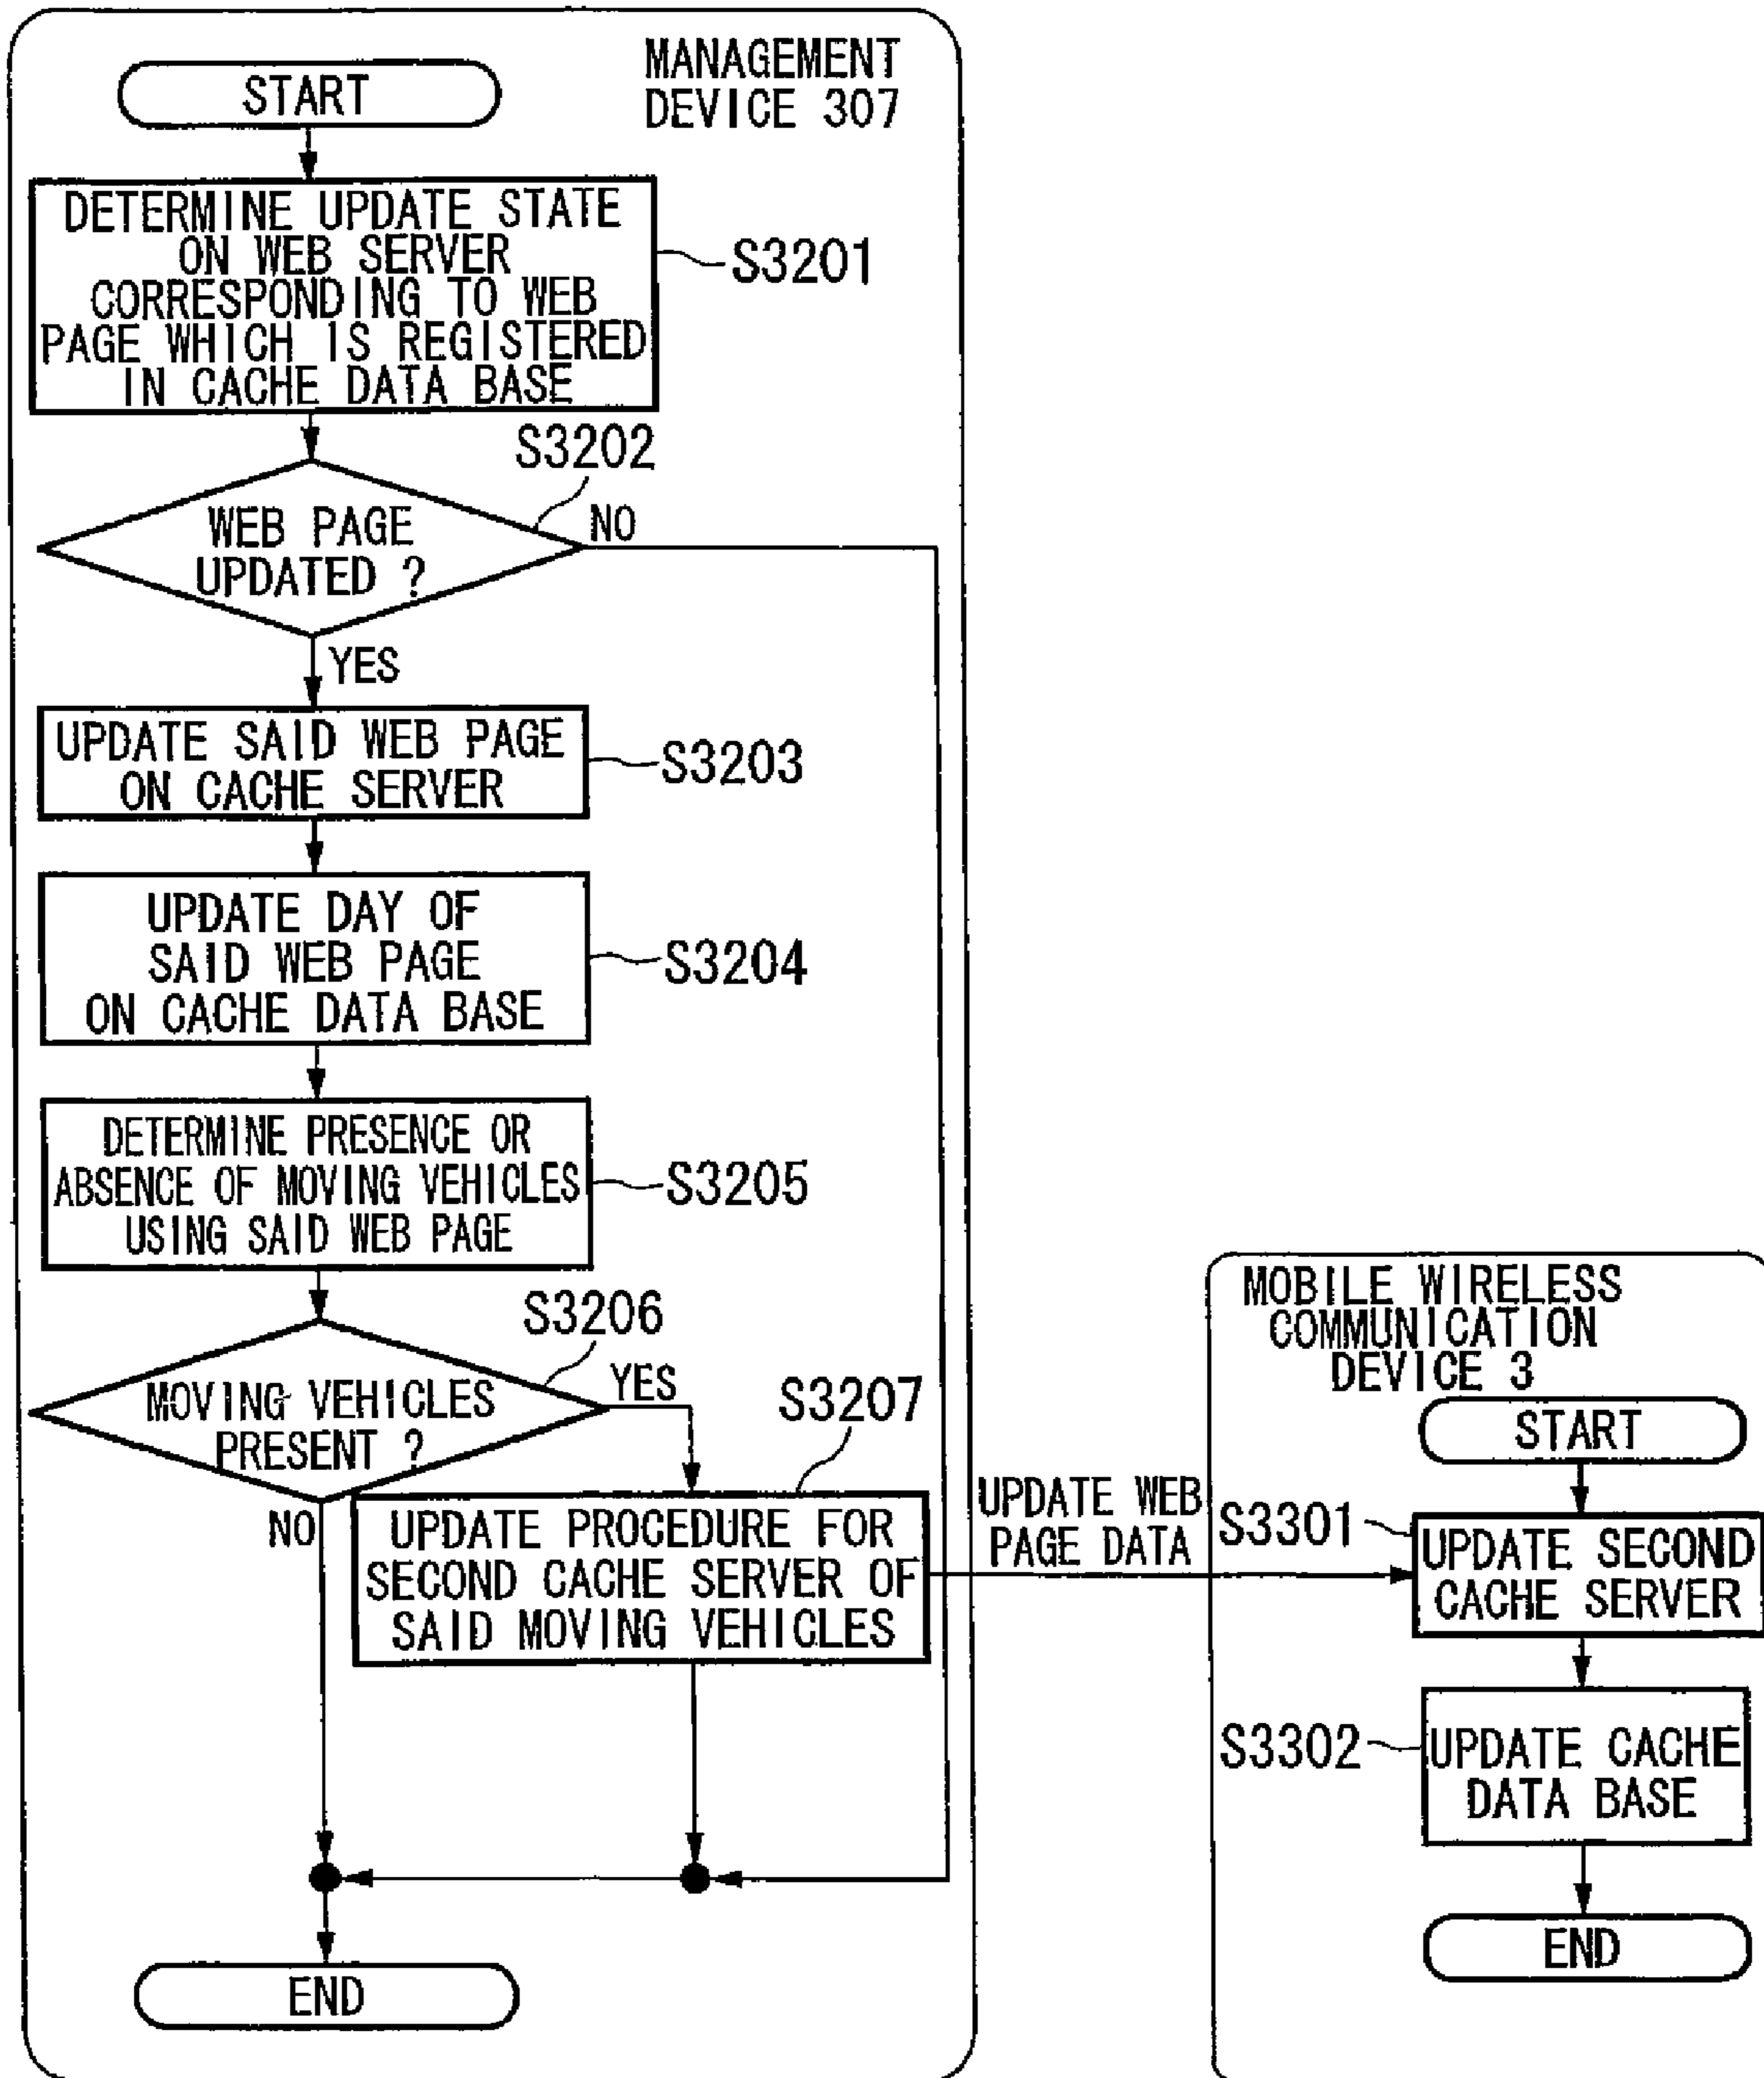 MANAGEMENT
DEVICE 307
START
DETERMINE UPDATE STATE
ON WEB SERVER
CORRESPONDING TO WEB
PAGE WHICH IS REGISTERED
IN CACHE DATA BASE
S3201
S3202
WEB PAGE
UPDATED ?
NO
YES
UPDATE SAID WEB PAGE
ON CACHE SERVER
S3203
UPDATE DAY OF
SAID WEB PAGE
ON CACHE DATA BASE
S3204
DETERMINE PRESENCE OR
ABSENCE OF MOVING VEHICLES
USING SAID WEB PAGE
S3205
S3206
MOVING VEHICLES
PRESENT ?
YES
NO
S3207
UPDATE PROCEDURE FOR
SECOND CACHE SERVER OF
SAID MOVING VEHICLES
END
UPDATE WEB
PAGE DATA
MOBILE WIRELESS
COMMUNICATION
DEVICE 3
START
S3301
UPDATE SECOND
CACHE SERVER
S3302
UPDATE CACHE
DATA BASE
END